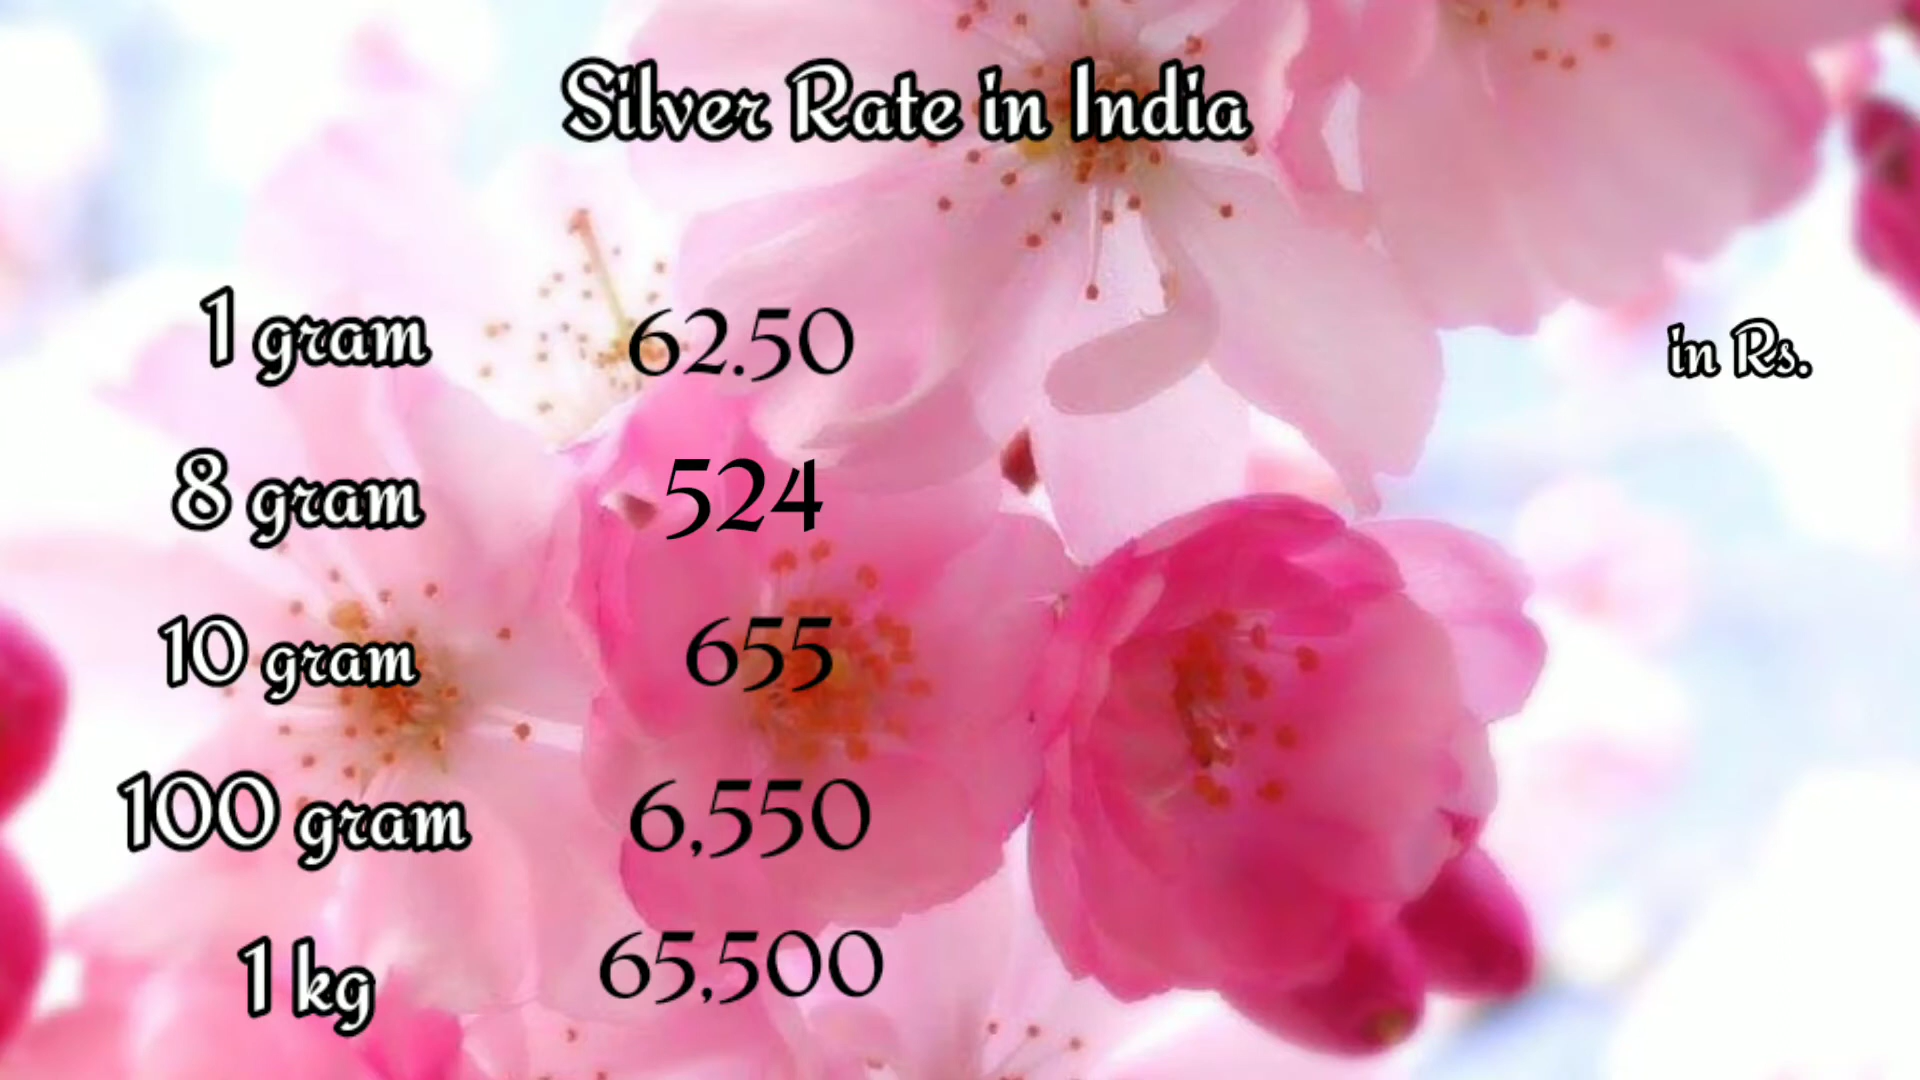 Silver Rate in India
1 gram 62.50 in Rs.
8 gram 524
10 gram 655
100 gram 6,550
1 kg 65,500